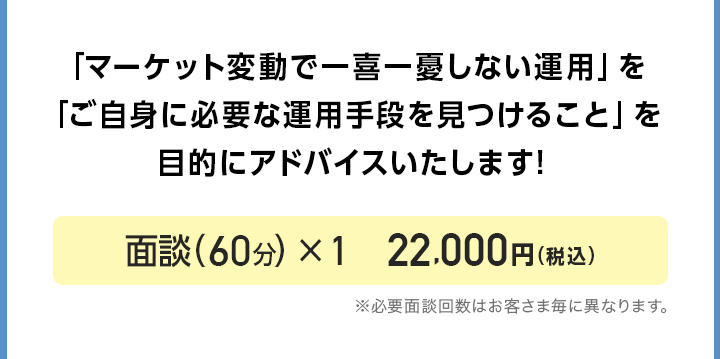 「マーケット変動で一喜一憂しない運用」を
「ご自身に必要な運用手段を見つけること」を
目的にアドバイスいたします!
面談(60分)×1　22,000円(税込)
※必要面談回数はお客さま毎に異なります。